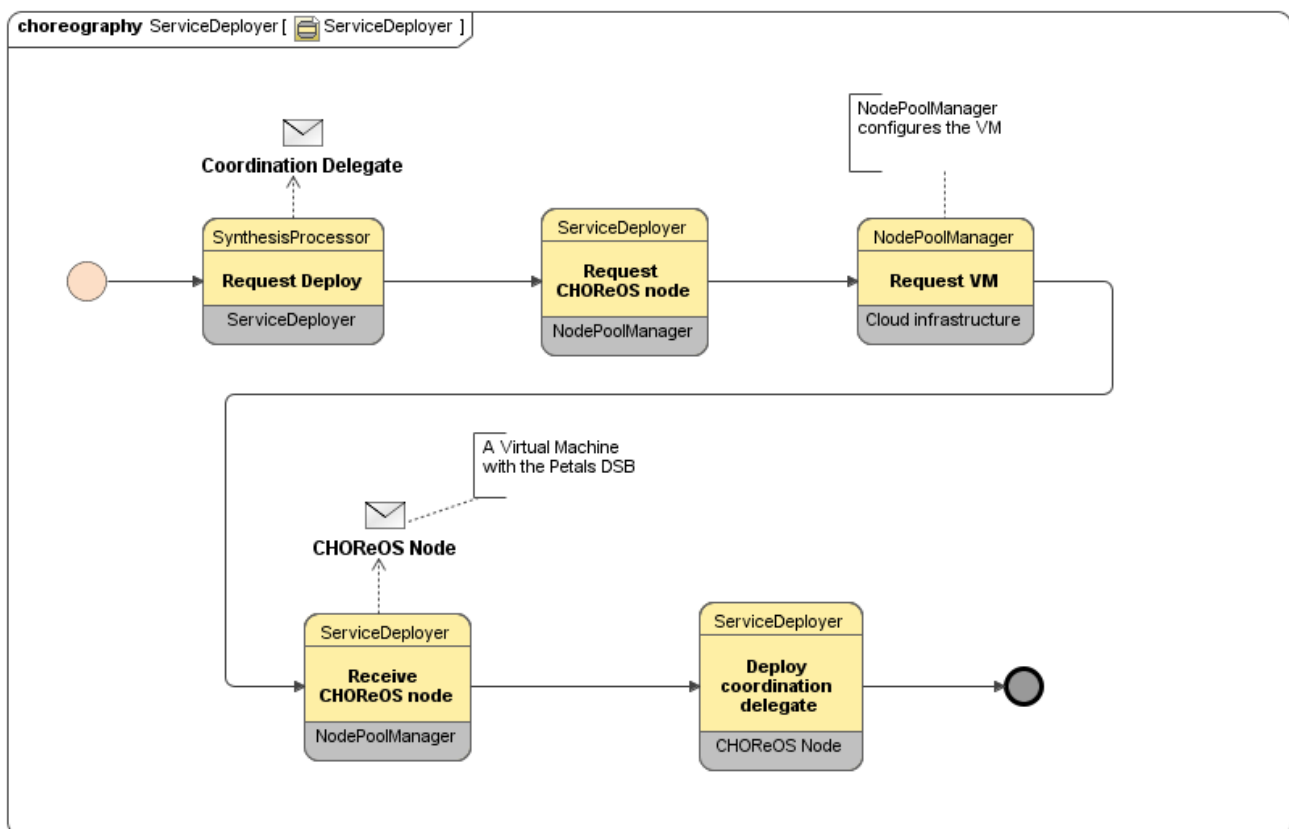 choreography ServiceDeployer [ ServiceDeployer ]
NodePoolManager
configures the VM
Coordination Delegate
SynthesisProcessor
Request Deploy
ServiceDeployer
ServiceDeployer
Request
CHOReOS node
NodePoolManager
NodePoolManager
Request VM
Cloud infrastructure
A Virtual Machine
with the Petals DSB
CHOReOS Node
ServiceDeployer
Receive
CHOReOS node
NodePoolManager
ServiceDeployer
Deploy
coordination
delegate
CHOReOS Node